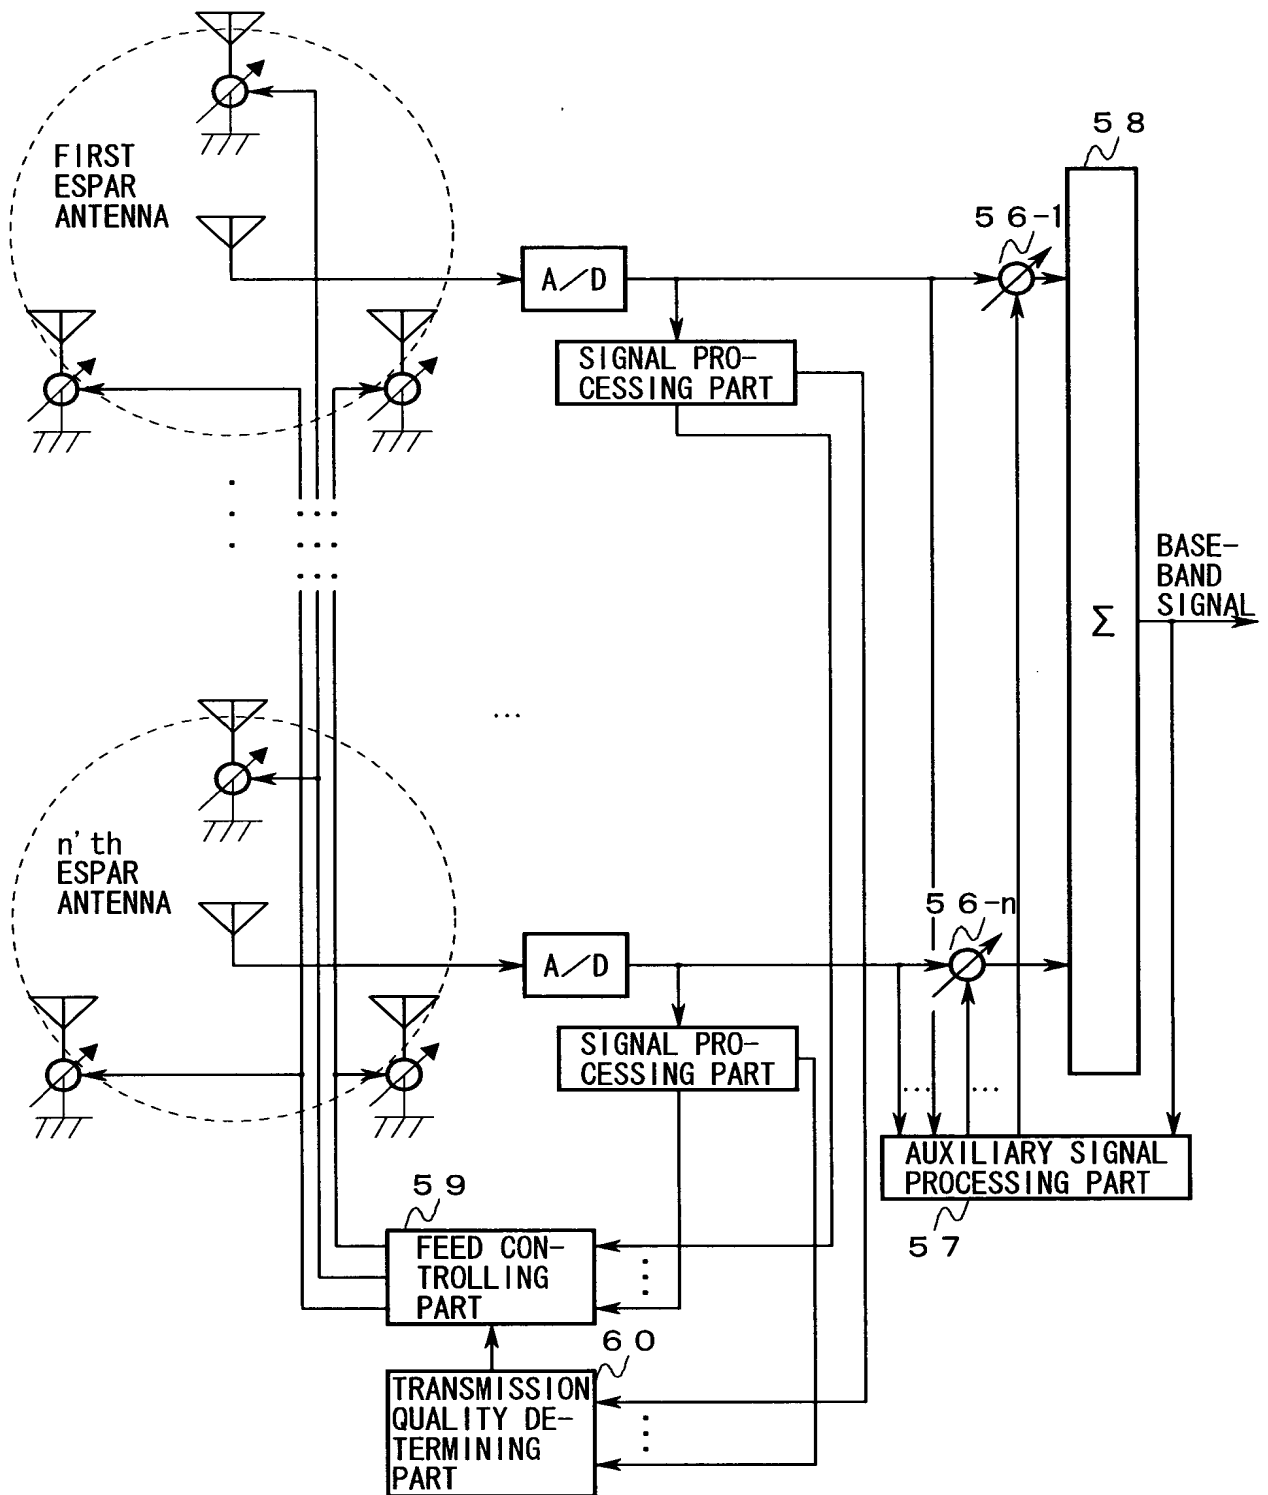 58
FIRST
ESPAR
ANTENNA
56-1
A/D
SIGNAL PRO-
CESSING PART
BASE-
BAND
SIGNAL
Σ
n'th
ESPAR
ANTENNA
56-n
A/D
SIGNAL PRO-
CESSING PART
AUXILIARY SIGNAL
PROCESSING PART
57
59
FEED CON-
TROLLING
PART
60
TRANSMISSION
QUALITY DE-
TERMINING
PART